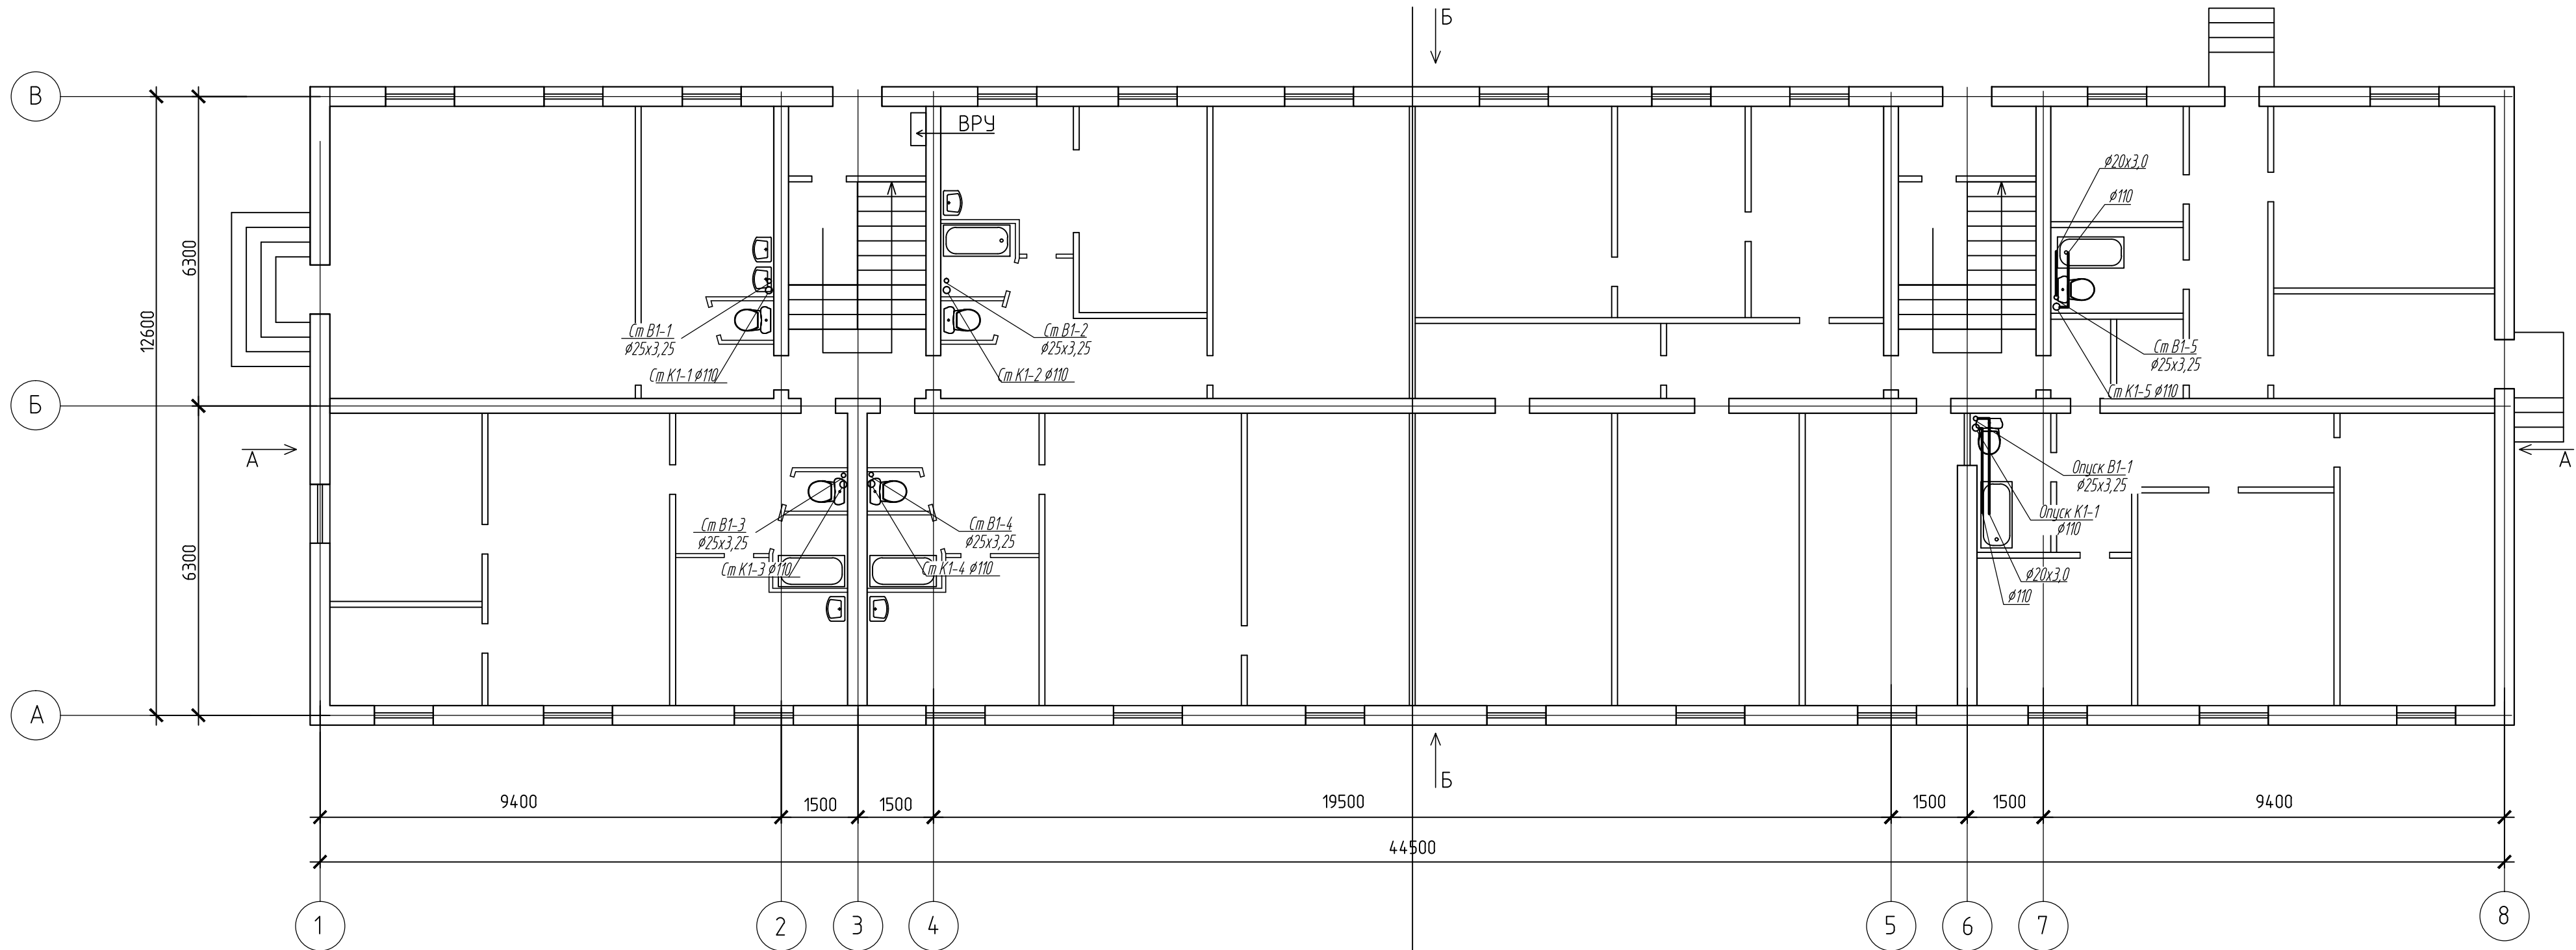 Б
В
ВРУ
6300
12600
ø20х3,0
ø110
Ст В1-1
ø25х3,25
Ст К1-1 ø110
Ст В1-2
ø25х3,25
Ст К1-2 ø110
Ст В1-5
ø25х3,25
Ст К1-5 ø110
Б
А
А
Опуск В1-1
ø25х3,25
Опуск К1-1
ø110
Ст В1-3
ø25х3,25
Ст К1-3 ø110
Ст В1-4
ø25х3,25
Ст К1-4 ø110
6300
ø20х3,0
ø110
А
Б
9400
1500
1500
19500
1500
1500
9400
44500
1
2
3
4
5
6
7
8